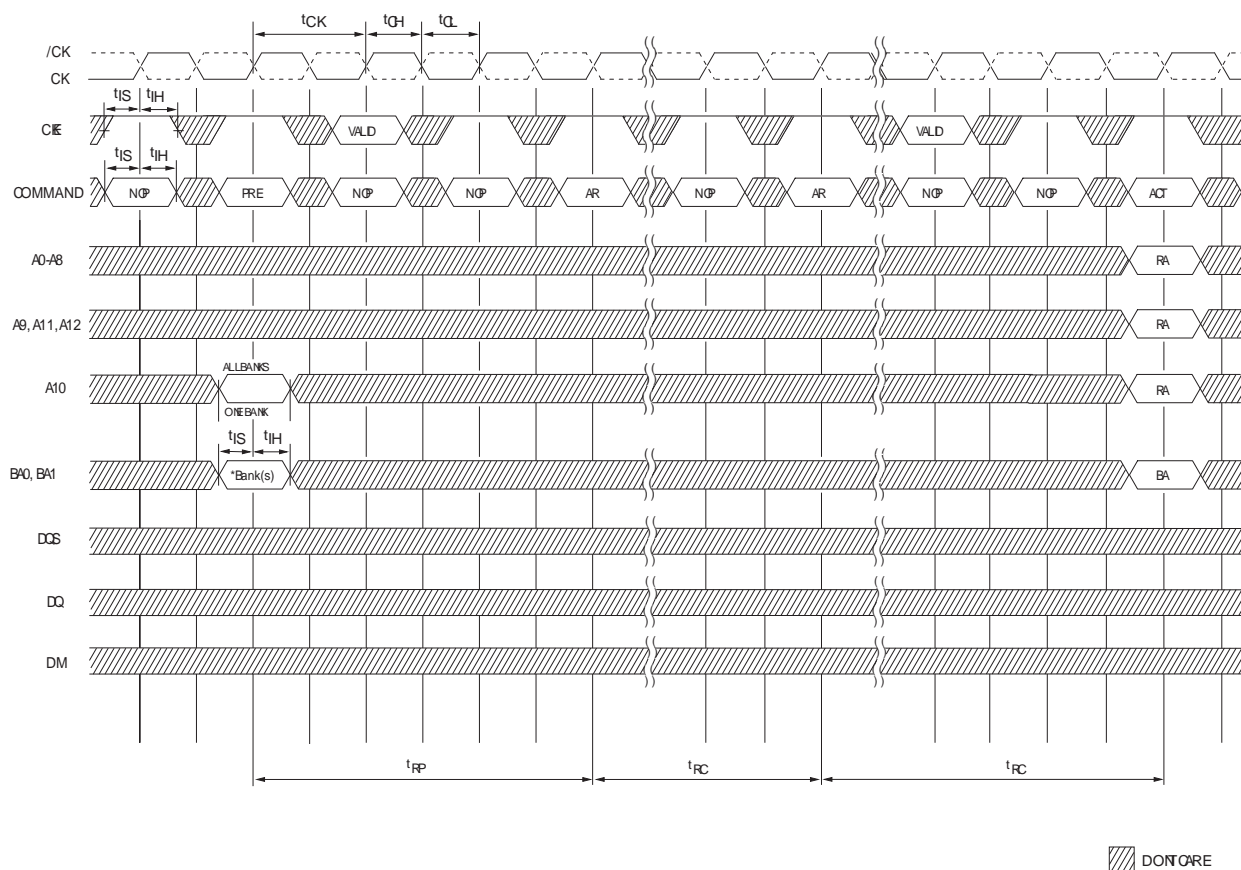 tCK tCH tCL
/CK
CK
tIS tIH
CKE VALID VALID
tIS tIH
COMMAND NOP PRE NOP NOP AR NOP AR NOP NOP ACT
A0-A8 RA
A9, A11, A12 RA
ALL BANKS
A10 RA
ONE BANK
tIS tIH
BA0, BA1 *Bank(s) BA
DQS
DQ
DM
tRP tRC tRC
DON'T CARE